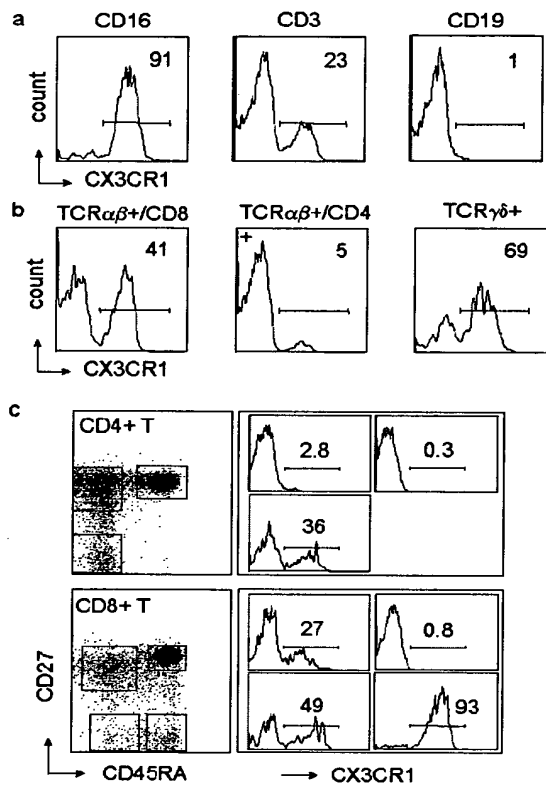 a
CD16 CD3 CD19
91 23 1
count
CX3CR1
b
TCRαβ+/CD8 TCRαβ+/CD4 TCRγδ+
+
41 5 69
count
CX3CR1
c
CD4+ T
2.8 0.3
36
CD8+ T
27 0.8
49 93
CD27
CD45RA CX3CR1